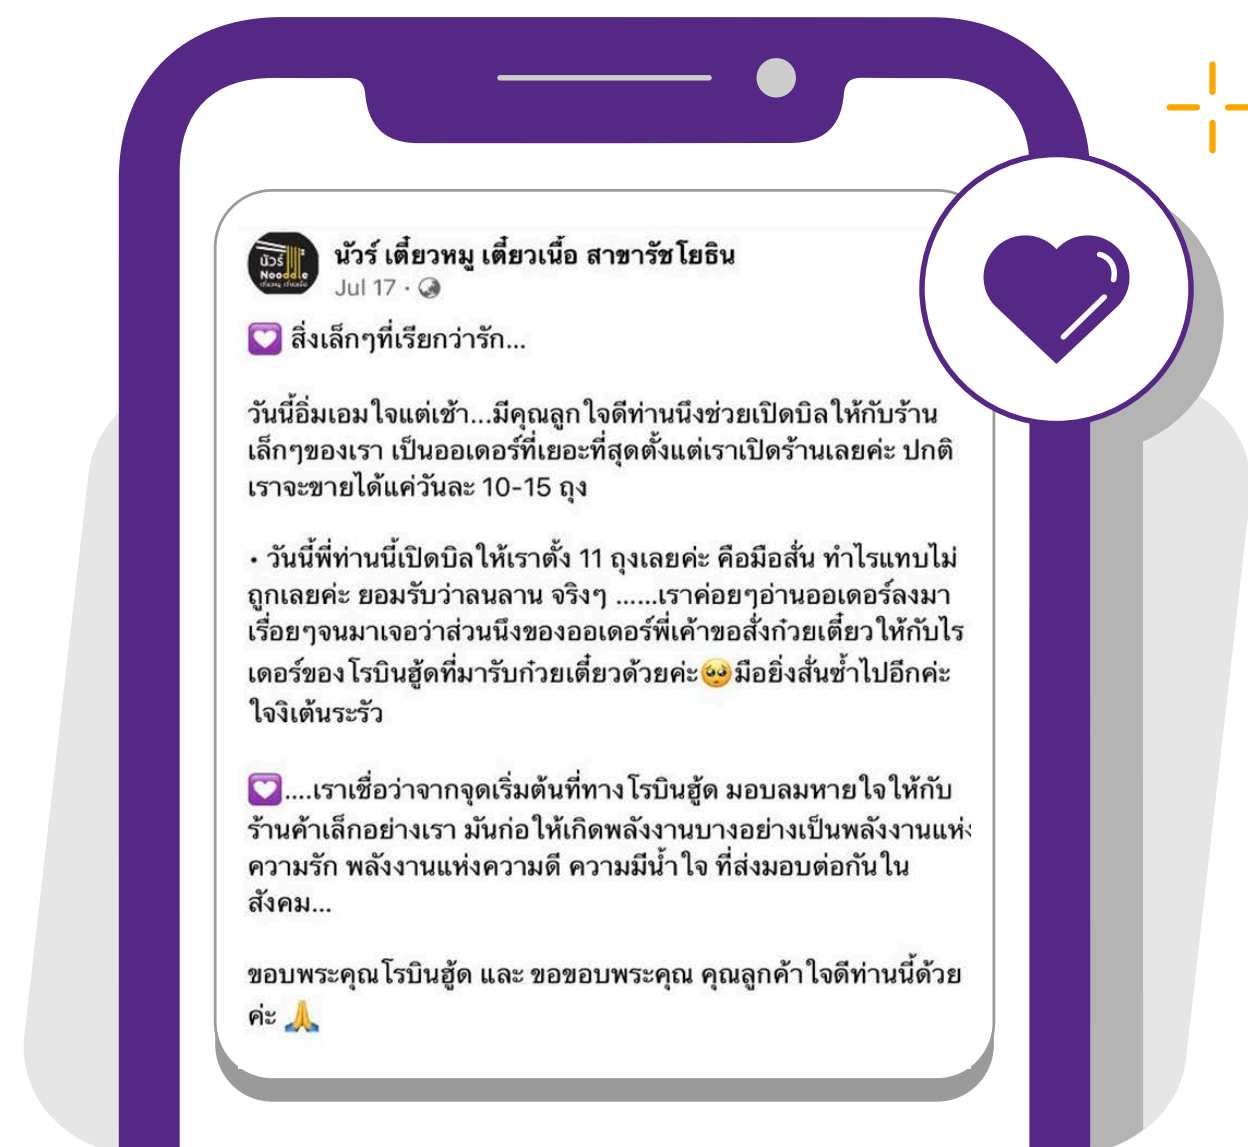 นัวร์
Nooddle
นัวร์ เตี๋ยวหมู เตี๋ยวเนื้อ สาขารัชโยธิน
Jul 17 ·
💟 สิ่งเล็กๆที่เรียกว่ารัก...
วันนี้อิ่มเอมใจแต่เช้า...มีคุณลูกใจดีท่านนึงช่วยเปิดบิลให้กับร้าน
เล็กๆของเรา เป็นออเดอร์ที่เยอะที่สุดตั้งแต่เราเปิดร้านเลยค่ะ ปกติ
เราจะขายได้แค่วันละ 10-15 ถุง
• วันนี้พี่ท่านนี้เปิดบิลให้เราตั้ง 11 ถุงเลยค่ะ คือมือสั่น ทำไรแทบไม่
ถูกเลยค่ะ ยอมรับว่าลนลาน จริงๆ ......เราค่อยๆอ่านออเดอร์ลงมา
เรื่อยๆจนมาเจอว่าส่วนนึงของออเดอร์พี่เค้าขอสั่งก๋วยเตี๋ยวให้กับไร
เดอร์ของโรบินฮู้ดที่มารับก๋วยเตี๋ยวด้วยค่ะ🥺มือยิ่งสั่นซ้ำไปอีกค่ะ
ใจงิเต้นระรัว
💟....เราเชื่อว่าจากจุดเริ่มต้นที่ทางโรบินฮู้ด มอบลมหายใจให้กับ
ร้านค้าเล็กอย่างเรา มันก่อให้เกิดพลังงานบางอย่างเป็นพลังงานแห่ง
ความรัก พลังงานแห่งความดี ความมีน้ำใจ ที่ส่งมอบต่อกันใน
สังคม...
ขอบพระคุณโรบินฮู้ด และ ขอขอบพระคุณ คุณลูกค้าใจดีท่านนี้ด้วย
ค่ะ 🙏